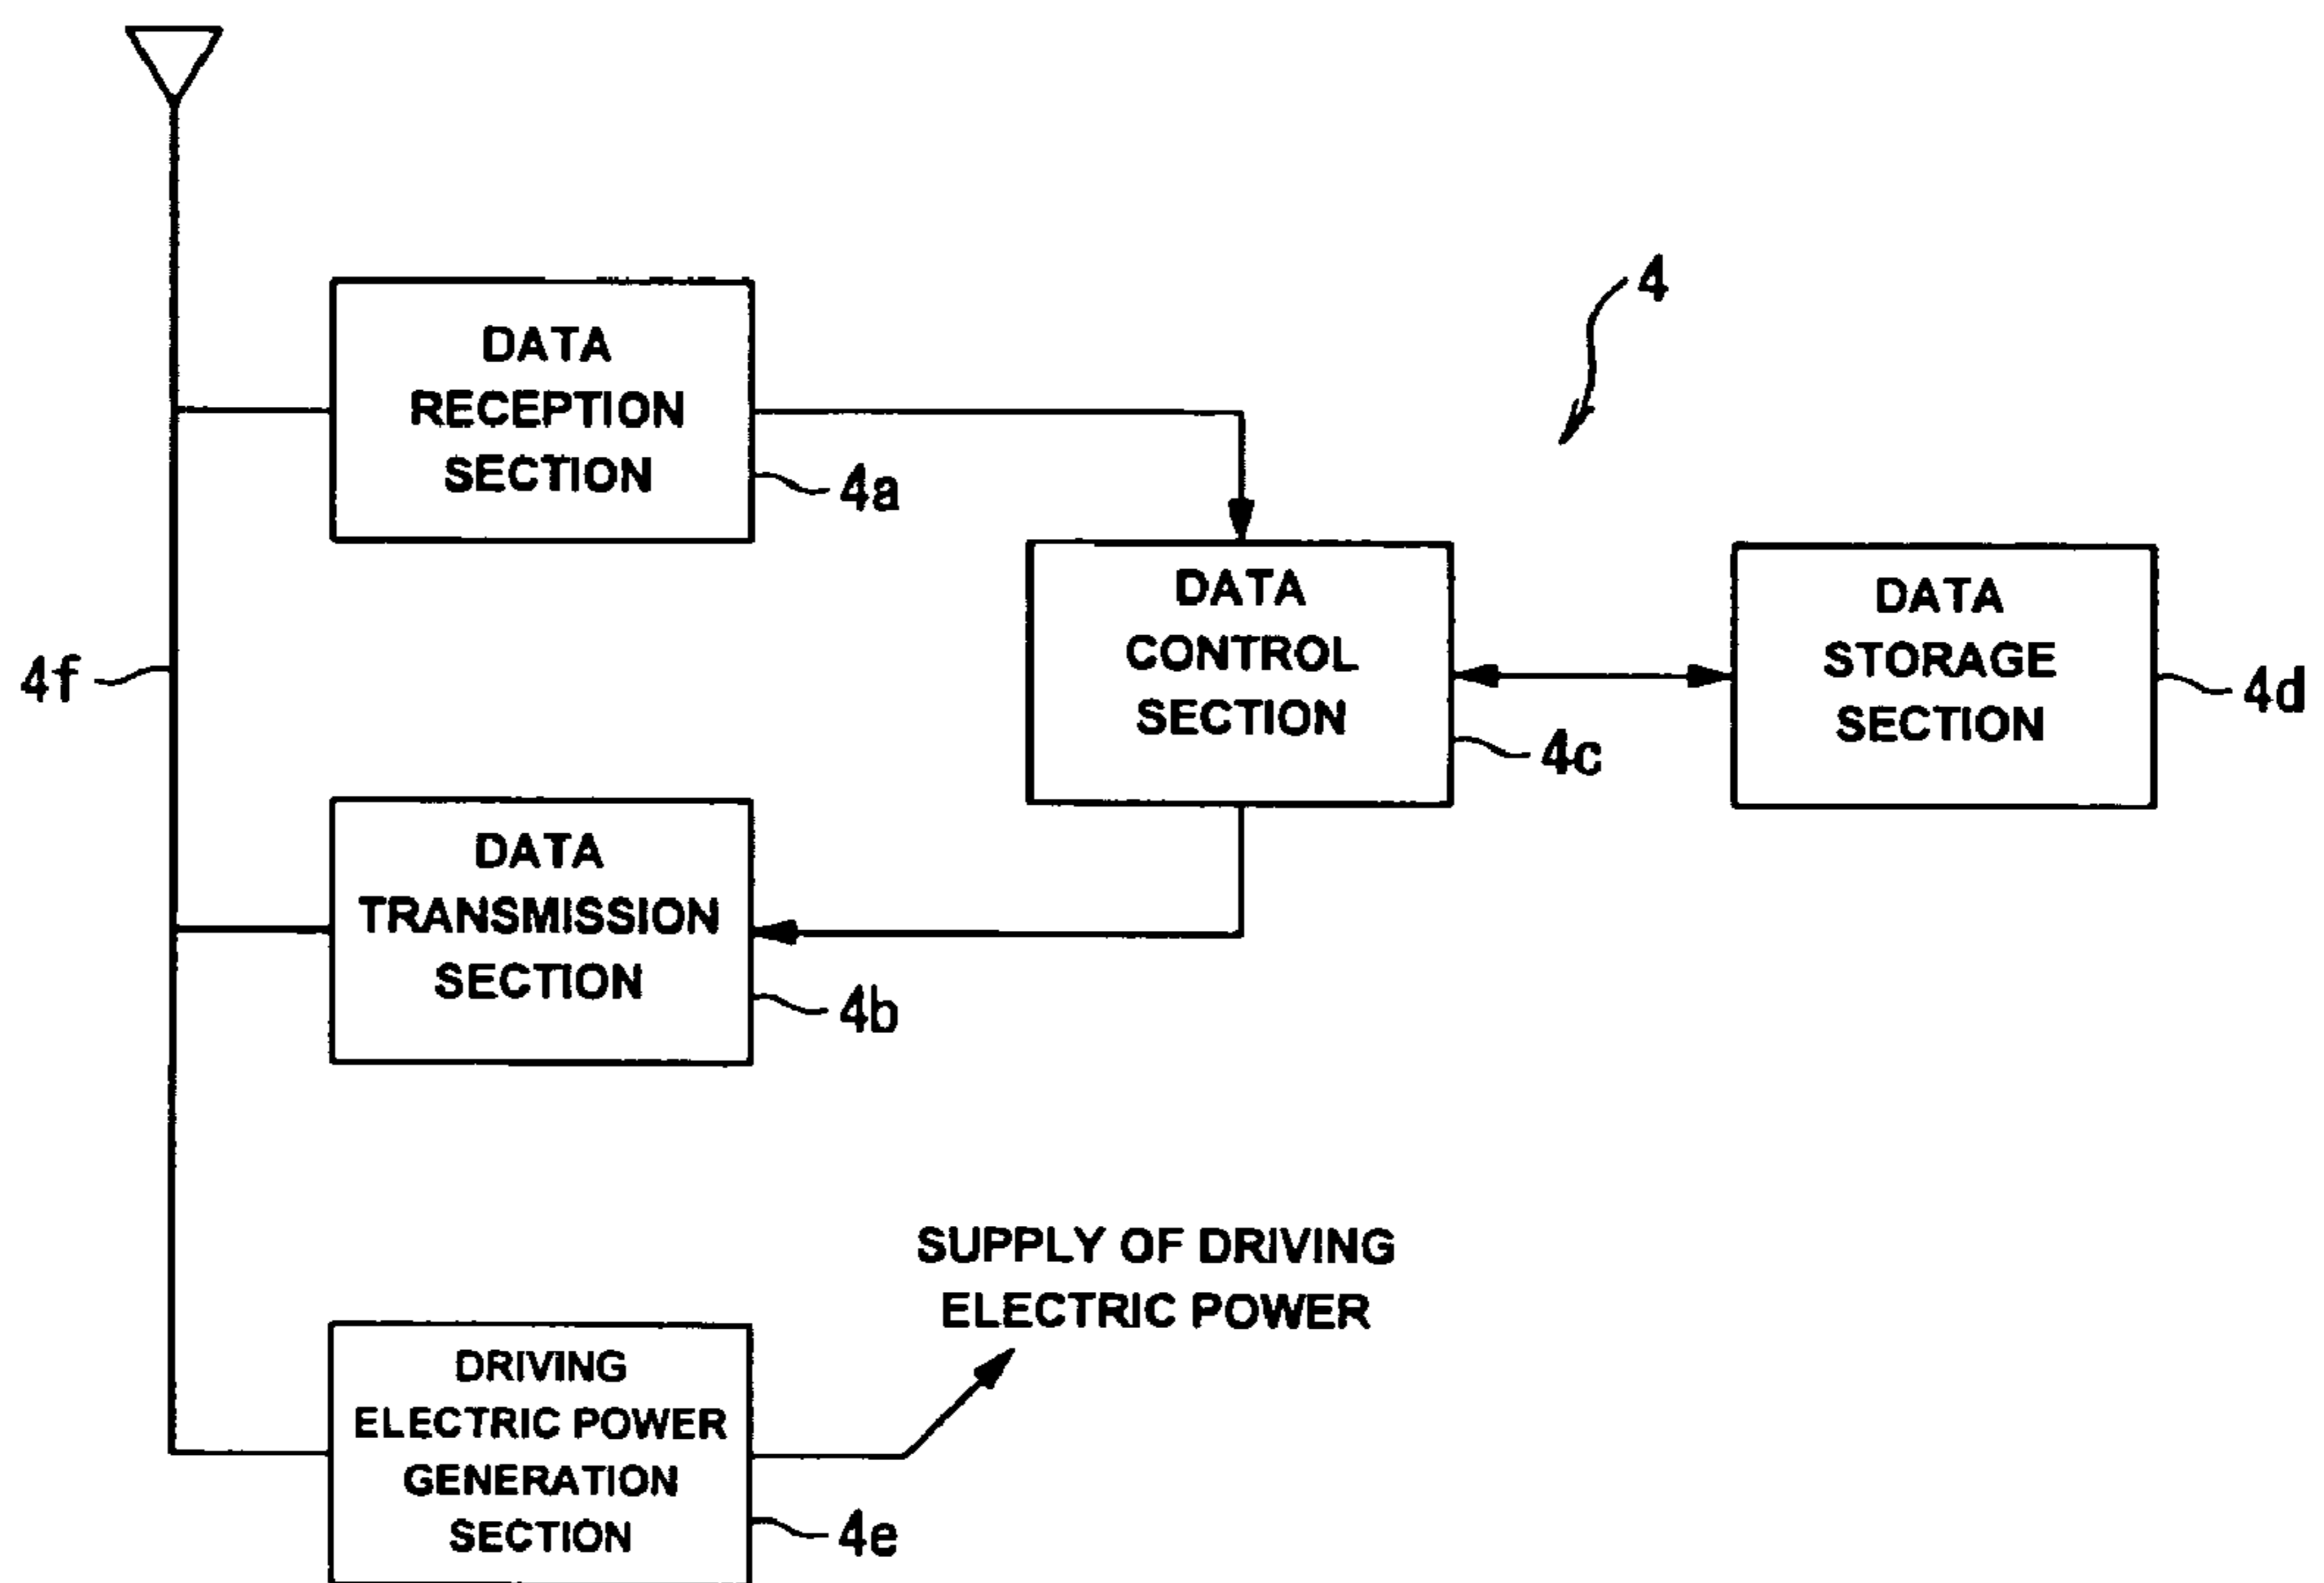 DATA
RECEPTION
SECTION
4a
4
DATA
CONTROL
SECTION
4c
DATA
STORAGE
SECTION
4d
4f
DATA
TRANSMISSION
SECTION
4b
SUPPLY OF DRIVING
ELECTRIC POWER
DRIVING
ELECTRIC POWER
GENERATION
SECTION
4e